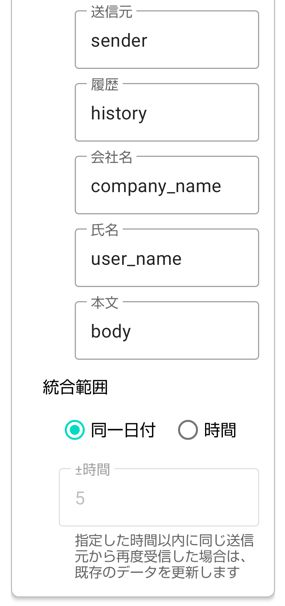 送信元
sender
履歴
history
会社名
company_name
氏名
user_name
本文
body
統合範囲
同一日付
時間
±時間
5
指定した時間以内に同じ送信
元から再度受信した場合は、
既存のデータを更新します